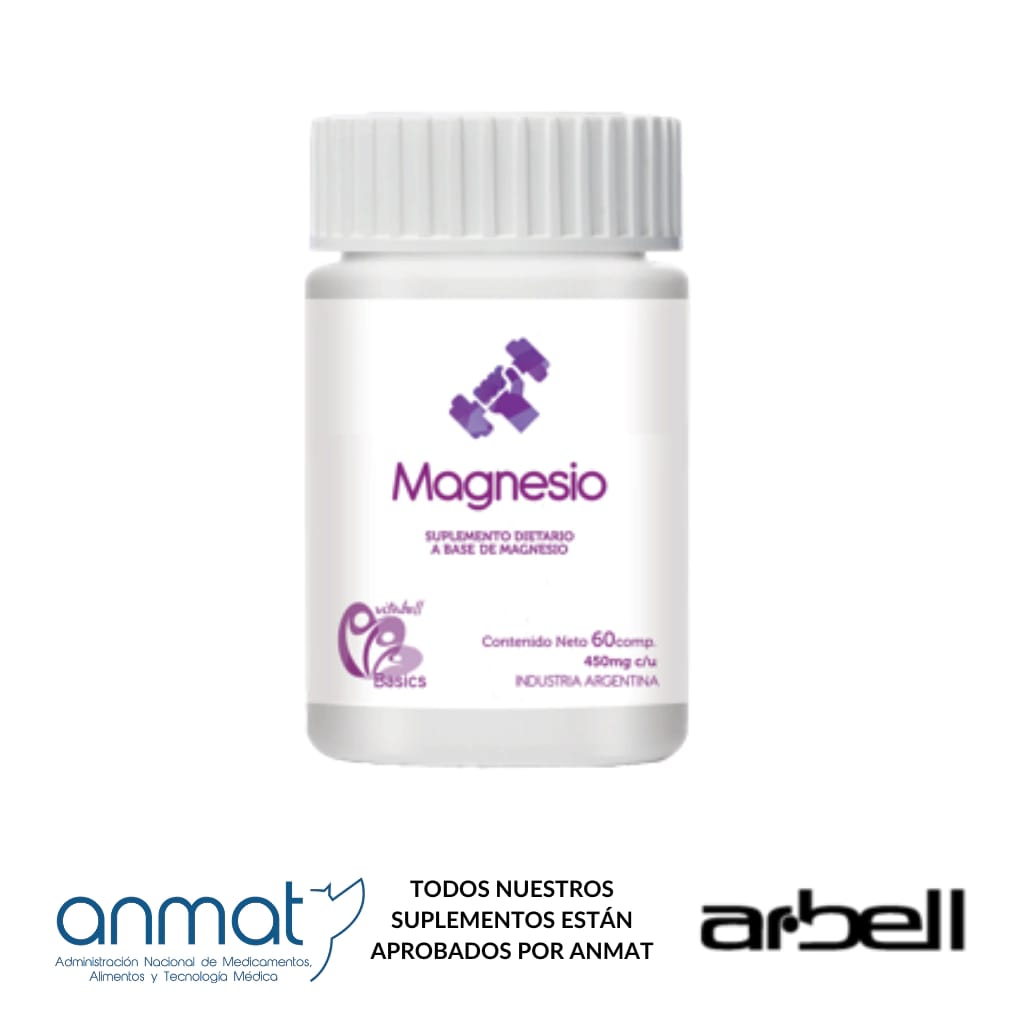 Magnesio
SUPLEMENTO DIETARIO
A BASE DE MAGNESIO
vitabell
Basics
Contenido Neto 60comp.
450mg c/u
INDUSTRIA ARGENTINA
anmat
Administración Nacional de Medicamentos,
Alimentos y Tecnología Médica
TODOS NUESTROS
SUPLEMENTOS ESTÁN
APROBADOS POR ANMAT
arbell